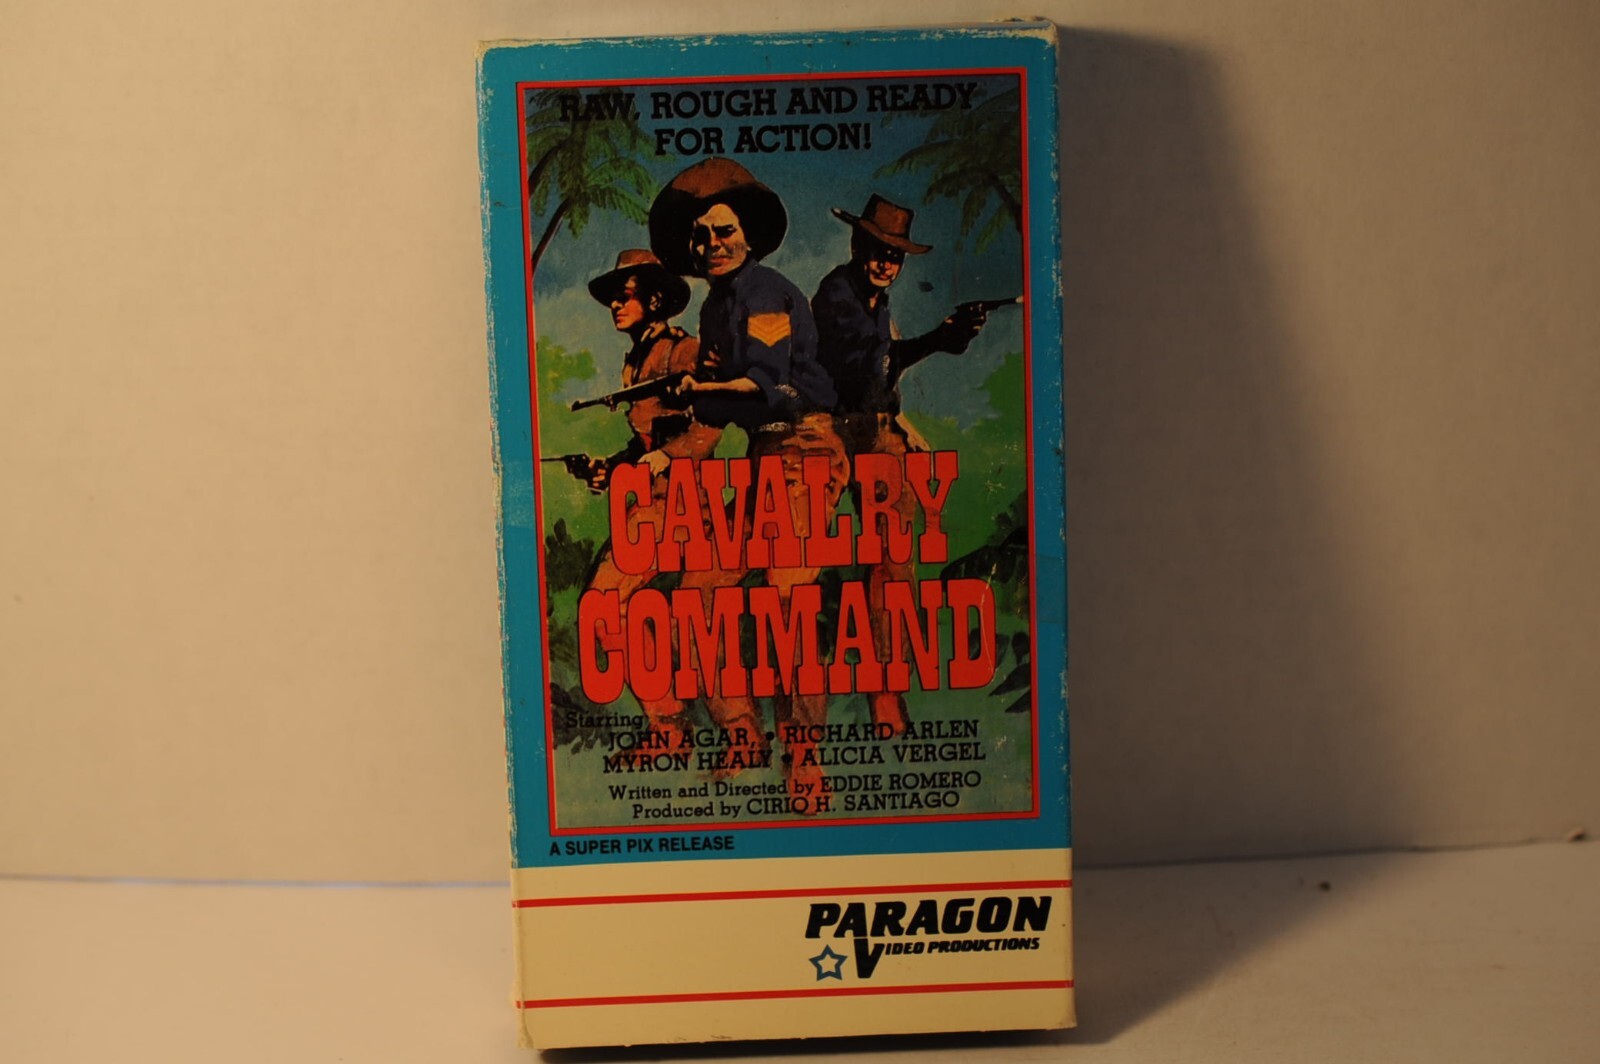 RAW, ROUGH AND READY
FOR ACTION!
CAVALRY
COMMAND
Starring
JOHN AGAR, • RICHARD ARLEN
MYRON HEALY • ALICIA VERGEL
Written and Directed by EDDIE ROMERO
Produced by CIRIO H. SANTIAGO
A SUPER PIX RELEASE
PARAGON
VIDEO PRODUCTIONS